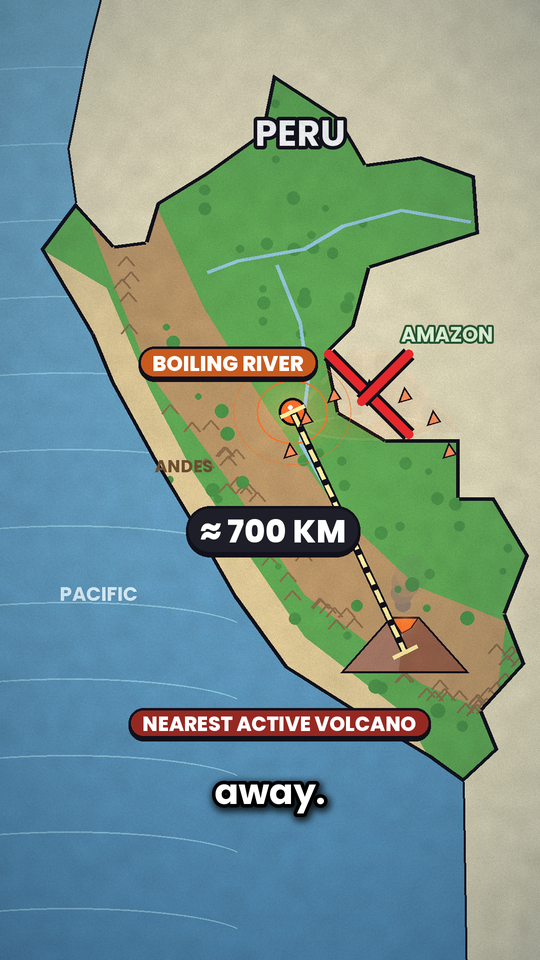 PERU
AMAZON
BOILING RIVER
ANDES
≈ 700 KM
PACIFIC
NEAREST ACTIVE VOLCANO
away.